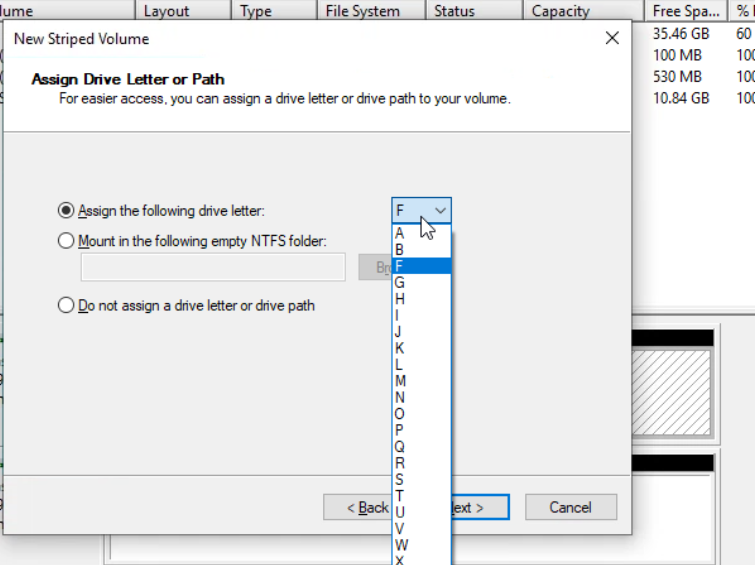 Layout Type File System Status Capacity Free Spa... %
New Striped Volume
35.46 GB 60
100 MB 100
530 MB 100
10.84 GB 100
Assign Drive Letter or Path
For easier access, you can assign a drive letter or drive path to your volume.
Assign the following drive letter: F
Mount in the following empty NTFS folder:
Do not assign a drive letter or drive path
A
B
F
G
H
I
J
K
L
M
N
O
P
Q
R
S
T
U
V
W
X
< Back
Cancel